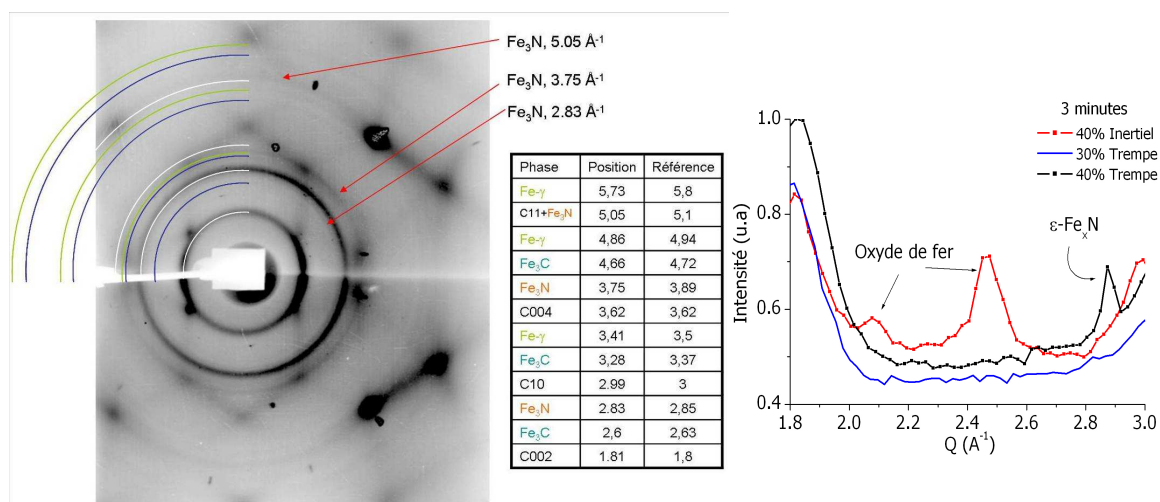 Fe₃N, 5.05 Å⁻¹
Fe₃N, 3.75 Å⁻¹
Fe₃N, 2.83 Å⁻¹
Phase Position Référence
Fe-γ 5,73 5,8
C11+Fe₃N 5,05 5,1
Fe-γ 4,86 4,94
Fe₃C 4,66 4,72
Fe₃N 3,75 3,89
C004 3,62 3,62
Fe-γ 3,41 3,5
Fe₃C 3,28 3,37
C10 2.99 3
Fe₃N 2.83 2,85
Fe₃C 2,6 2,63
C002 1.81 1,8
3 minutes
40% Inertiel
30% Trempe
40% Trempe
ε-FeₓN
Oxyde de fer
Intensité (u.a)
1.0
0.8
0.6
0.4
1.8 2.0 2.2 2.4 2.6 2.8 3.0
Q (A⁻¹)